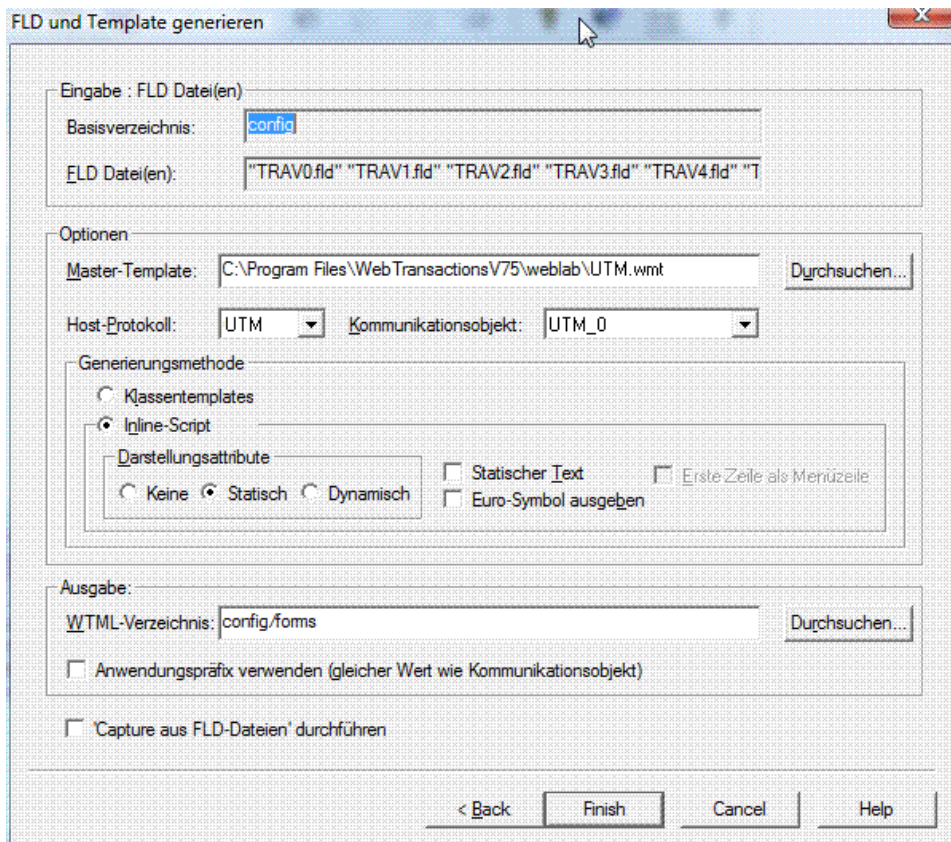 FLD und Template generieren
Eingabe : FLD Datei(en)
Basisverzeichnis: config
FLD Datei(en): "TRAV0.fld" "TRAV1.fld" "TRAV2.fld" "TRAV3.fld" "TRAV4.fld" "T
Optionen
Master-Template: C:\Program Files\WebTransactionsV75\weblab\UTM.wmt Durchsuchen...
Host-Protokoll: UTM Kommunikationsobjekt: UTM_0
Generierungsmethode
Klassentemplates
Inline-Script
Darstellungsattribute
Statischer Text Erste Zeile als Menüzeile
Keine Statisch Dynamisch
Euro-Symbol ausgeben
Ausgabe:
WTML-Verzeichnis: config/forms Durchsuchen...
Anwendungspräfix verwenden (gleicher Wert wie Kommunikationsobjekt)
'Capture aus FLD-Dateien' durchführen
< Back Finish Cancel Help